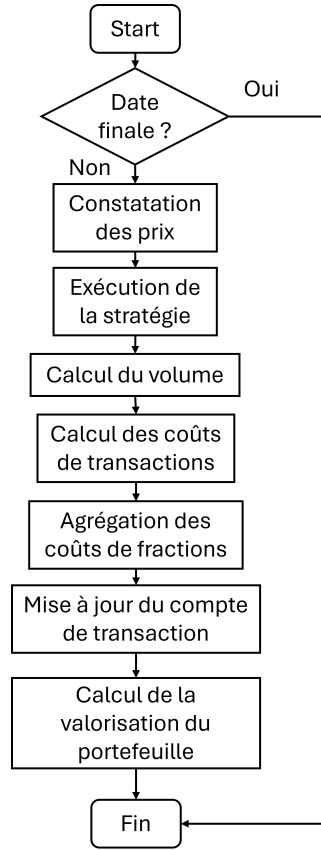 Start
Date
finale ?
Oui
Non
Constatation
des prix
Exécution de
la stratégie
Calcul du volume
Calcul des coûts
de transactions
Agrégation des
coûts de fractions
Mise à jour du compte
de transaction
Calcul de la
valorisation du
portefeuille
Fin